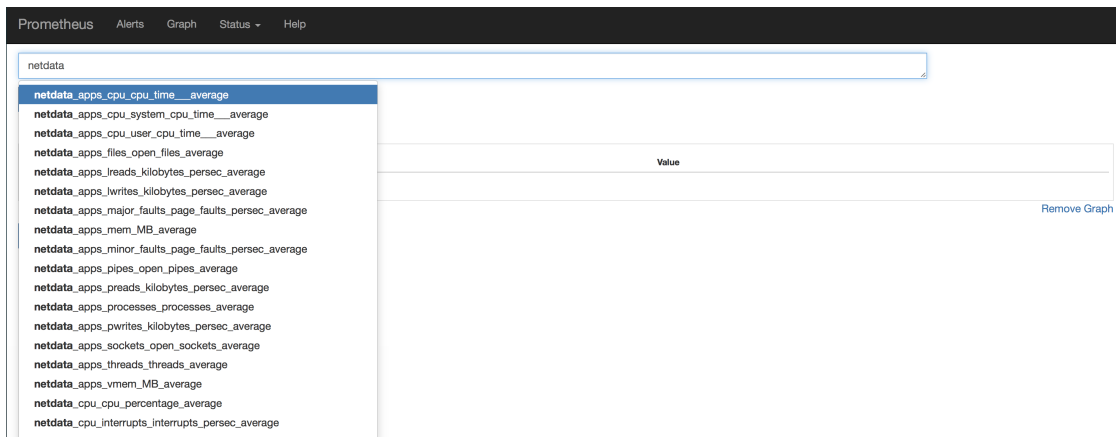 Prometheus Alerts Graph Status Help
netdata
netdata_apps_cpu_cpu_time___average
netdata_apps_cpu_system_cpu_time___average
netdata_apps_cpu_user_cpu_time___average
netdata_apps_files_open_files_average
netdata_apps_lreads_kilobytes_persec_average
netdata_apps_lwrites_kilobytes_persec_average
netdata_apps_major_faults_page_faults_persec_average
netdata_apps_mem_MB_average
netdata_apps_minor_faults_page_faults_persec_average
netdata_apps_pipes_open_pipes_average
netdata_apps_preads_kilobytes_persec_average
netdata_apps_processes_processes_average
netdata_apps_pwrites_kilobytes_persec_average
netdata_apps_sockets_open_sockets_average
netdata_apps_threads_threads_average
netdata_apps_vmem_MB_average
netdata_cpu_cpu_percentage_average
netdata_cpu_interrupts_interrupts_persec_average
Value
Remove Graph